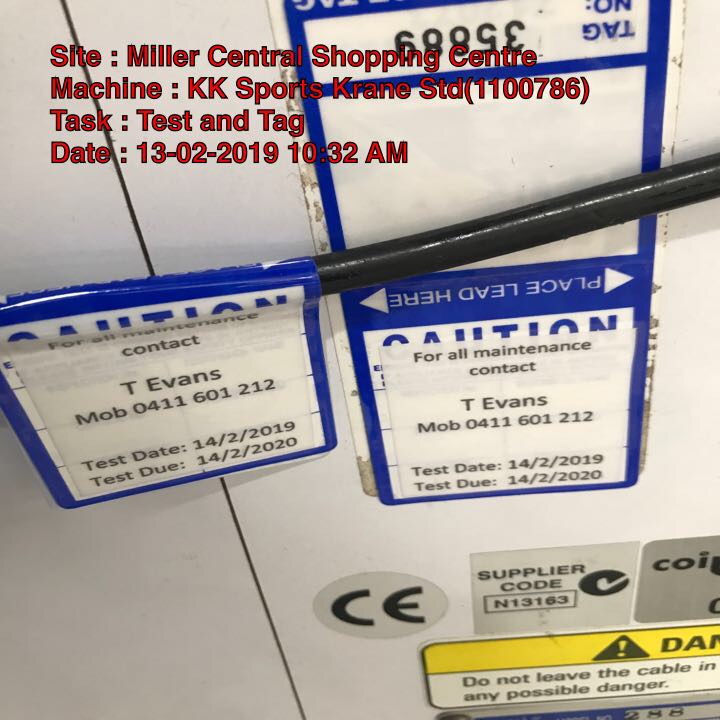 TAG
NO:
35889
Site : Miller Central Shopping Centre
Machine : KK Sports Krane Std(1100786)
Task : Test and Tag
Date : 13-02-2019 10:32 AM
PLACE LEAD HERE
CAUTION
For all maintenance
contact
T Evans
Mob 0411 601 212
Test Date: 14/2/2019
Test Due: 14/2/2020
CAUTION
For all maintenance
contact
T Evans
Mob 0411 601 212
Test Date: 14/2/2019
Test Due: 14/2/2020
CE
SUPPLIER
CODE
N13163
coi
DAN
Do not leave the cable in
any possible danger.